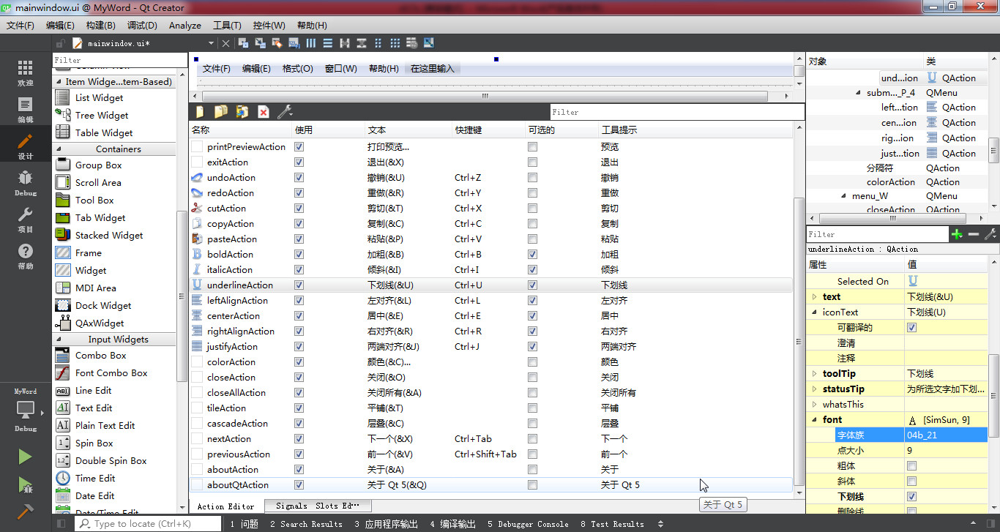 mainwindow.ui @ MyWord - Qt Creator
文件(F) 编辑(E) 构建(B) 调试(D) Analyze 工具(T) 控件(W) 帮助(H)
mainwindow.ui*
欢迎
编辑
设计
Debug
项目
帮助
MyWord
Debug
Filter
Item Widge...tem-Based)
List Widget
Tree Widget
Table Widget
Containers
Group Box
Scroll Area
Tool Box
Tab Widget
Stacked Widget
Frame
Widget
MDI Area
Dock Widget
QAxWidget
Input Widgets
Combo Box
Font Combo Box
Line Edit
Text Edit
Plain Text Edit
Spin Box
Double Spin Box
Time Edit
Date Edit
Date/Time Edit
文件(F) 编辑(E) 格式(O) 窗口(W) 帮助(H) 在这里输入
Filter
名称 使用 文本 快捷键 可选的 工具提示
printPreviewAction 打印预览... 预览
exitAction 退出(&X) 退出
undoAction 撤销(&U) Ctrl+Z 撤销
redoAction 重做(&R) Ctrl+Y 重做
cutAction 剪切(&T) Ctrl+X 剪切
copyAction 复制(&C) Ctrl+C 复制
pasteAction 粘贴(&P) Ctrl+V 粘贴
boldAction 加粗(&B) Ctrl+B 加粗
italicAction 倾斜(&I) Ctrl+I 倾斜
underlineAction 下划线(&U) Ctrl+U 下划线
leftAlignAction 左对齐(&L) Ctrl+L 左对齐
centerAction 居中(&E) Ctrl+E 居中
rightAlignAction 右对齐(&R) Ctrl+R 右对齐
justifyAction 两端对齐(&J) Ctrl+J 两端对齐
colorAction 颜色(&C)... 颜色
closeAction 关闭(&O) 关闭
closeAllAction 关闭所有(&A) 关闭所有
tileAction 平铺(&T) 平铺
cascadeAction 层叠(&C) 层叠
nextAction 下一个(&X) Ctrl+Tab 下一个
previousAction 前一个(&V) Ctrl+Shift+Tab 前一个
aboutAction 关于(&A) 关于
aboutQtAction 关于 Qt 5(&Q) 关于 Qt 5
关于 Qt 5
Action Editor Signals Slots Ed…
对象 类
und...ion QAction
subm..._P_4 QMenu
left...tion QAction
cen...ion QAction
rig...ion QAction
just...tion QAction
分隔符 QAction
colorAction QAction
menu_W QMenu
closeAction QAction
Filter
underlineAction : QAction
属性 值
Selected On
text 下划线(&U)
iconText 下划线(U)
可翻译的
澄清
注释
toolTip 下划线
statusTip 为所选文字加下划...
whatsThis
font A [SimSun, 9]
字体族 04b_21
点大小 9
粗体
斜体
下划线
删除线
Type to locate (Ctrl+K) 1 问题 2 Search Results 3 应用程序输出 4 编译输出 5 Debugger Console 8 Test Results